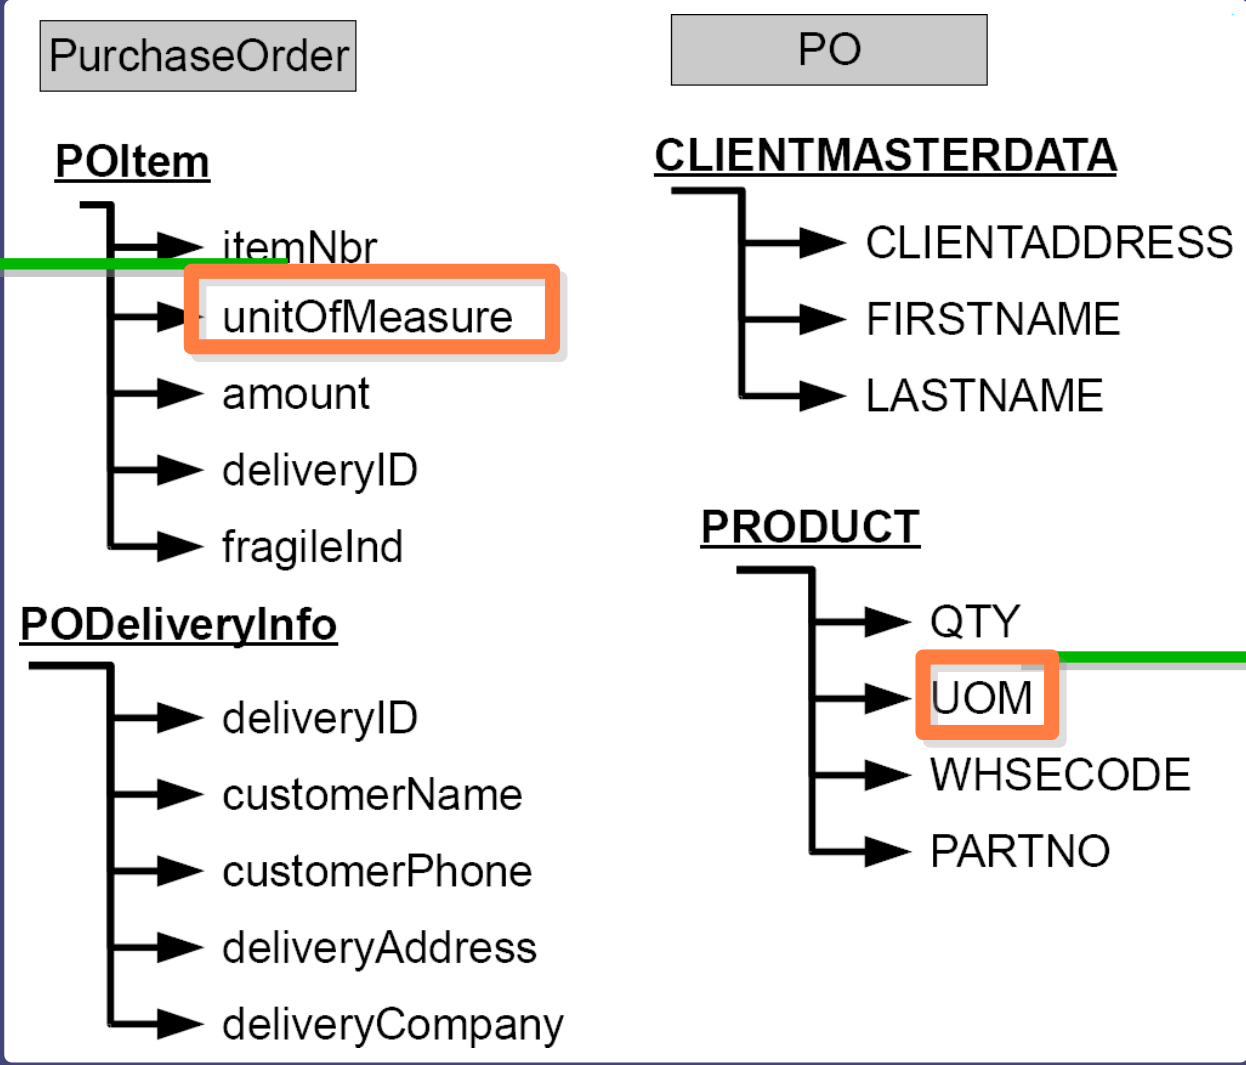 PurchaseOrder
POItem
itemNbr
unitOfMeasure
amount
deliveryID
fragileInd
PODeliveryInfo
deliveryID
customerName
customerPhone
deliveryAddress
deliveryCompany
PO
CLIENTMASTERDATA
CLIENTADDRESS
FIRSTNAME
LASTNAME
PRODUCT
QTY
UOM
WHSECODE
PARTNO